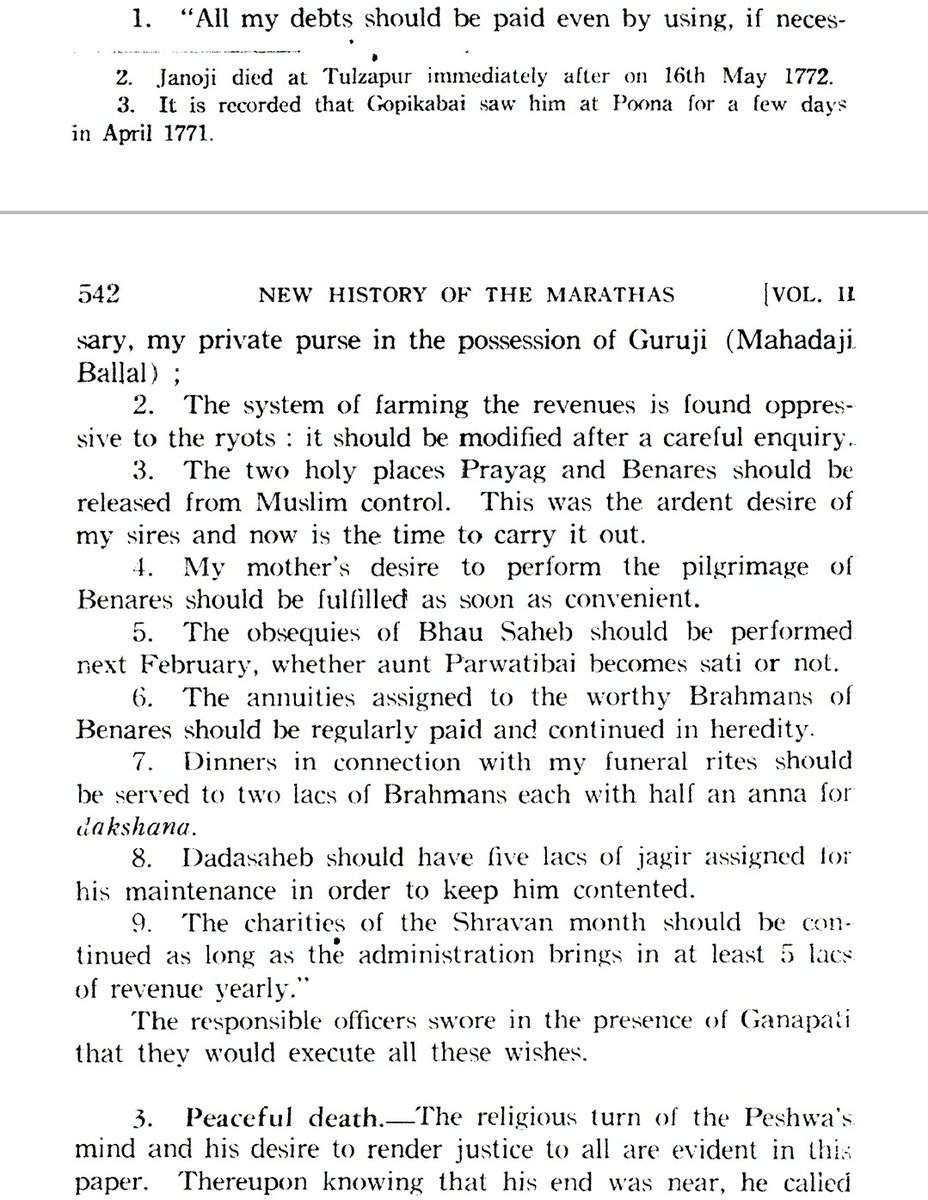 1. “All my debts should be paid even by using, if neces-
2. Janoji died at Tulzapur immediately after on 16th May 1772.
3. It is recorded that Gopikabai saw him at Poona for a few days
in April 1771.
542 NEW HISTORY OF THE MARATHAS [VOL. II
sary, my private purse in the possession of Guruji (Mahadaji
Ballal) ;
2. The system of farming the revenues is found oppres-
sive to the ryots : it should be modified after a careful enquiry.
3. The two holy places Prayag and Benares should be
released from Muslim control. This was the ardent desire of
my sires and now is the time to carry it out.
4. My mother's desire to perform the pilgrimage of
Benares should be fulfilled as soon as convenient.
5. The obsequies of Bhau Saheb should be performed
next February, whether aunt Parwatibai becomes sati or not.
6. The annuities assigned to the worthy Brahmans of
Benares should be regularly paid and continued in heredity.
7. Dinners in connection with my funeral rites should
be served to two lacs of Brahmans each with half an anna for
dakshana.
8. Dadasaheb should have five lacs of jagir assigned for
his maintenance in order to keep him contented.
9. The charities of the Shravan month should be con-
tinued as long as the administration brings in at least 5 lacs
of revenue yearly.”
The responsible officers swore in the presence of Ganapati
that they would execute all these wishes.
3. Peaceful death.—The religious turn of the Peshwa's
mind and his desire to render justice to all are evident in this
paper. Thereupon knowing that his end was near, he called